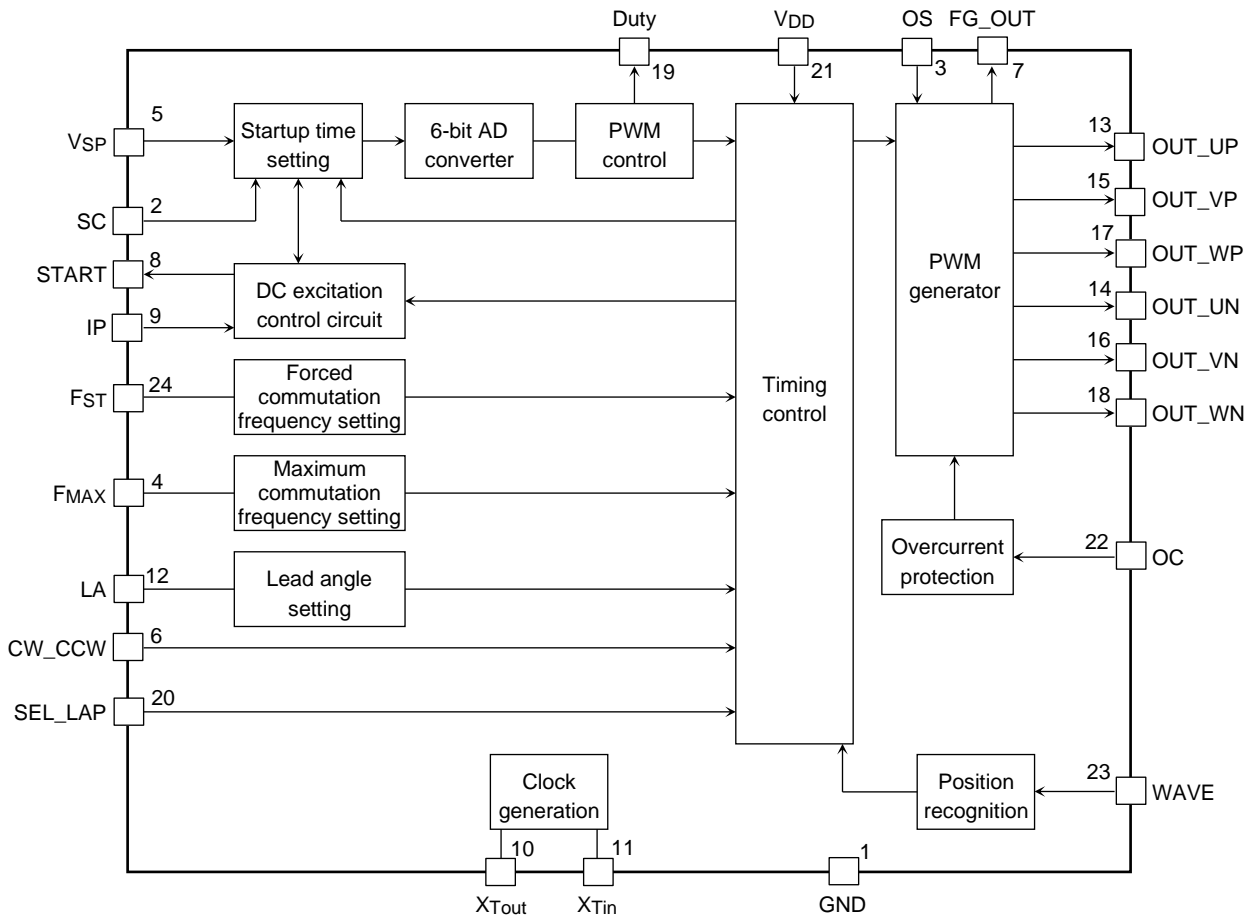 Duty
VDD
OS
FG_OUT
19
21
3
7
5
VSP
Startup time
setting
6-bit AD
converter
PWM
control
13
OUT_UP
15
OUT_VP
2
SC
17
OUT_WP
8
START
DC excitation
control circuit
PWM
generator
14
OUT_UN
9
IP
16
OUT_VN
24
FST
Forced
commutation
frequency setting
Timing
control
18
OUT_WN
4
FMAX
Maximum
commutation
frequency setting
Overcurrent
protection
22
OC
12
LA
Lead angle
setting
6
CW_CCW
20
SEL_LAP
Clock
generation
Position
recognition
23
WAVE
10
11
1
XTout
XTin
GND